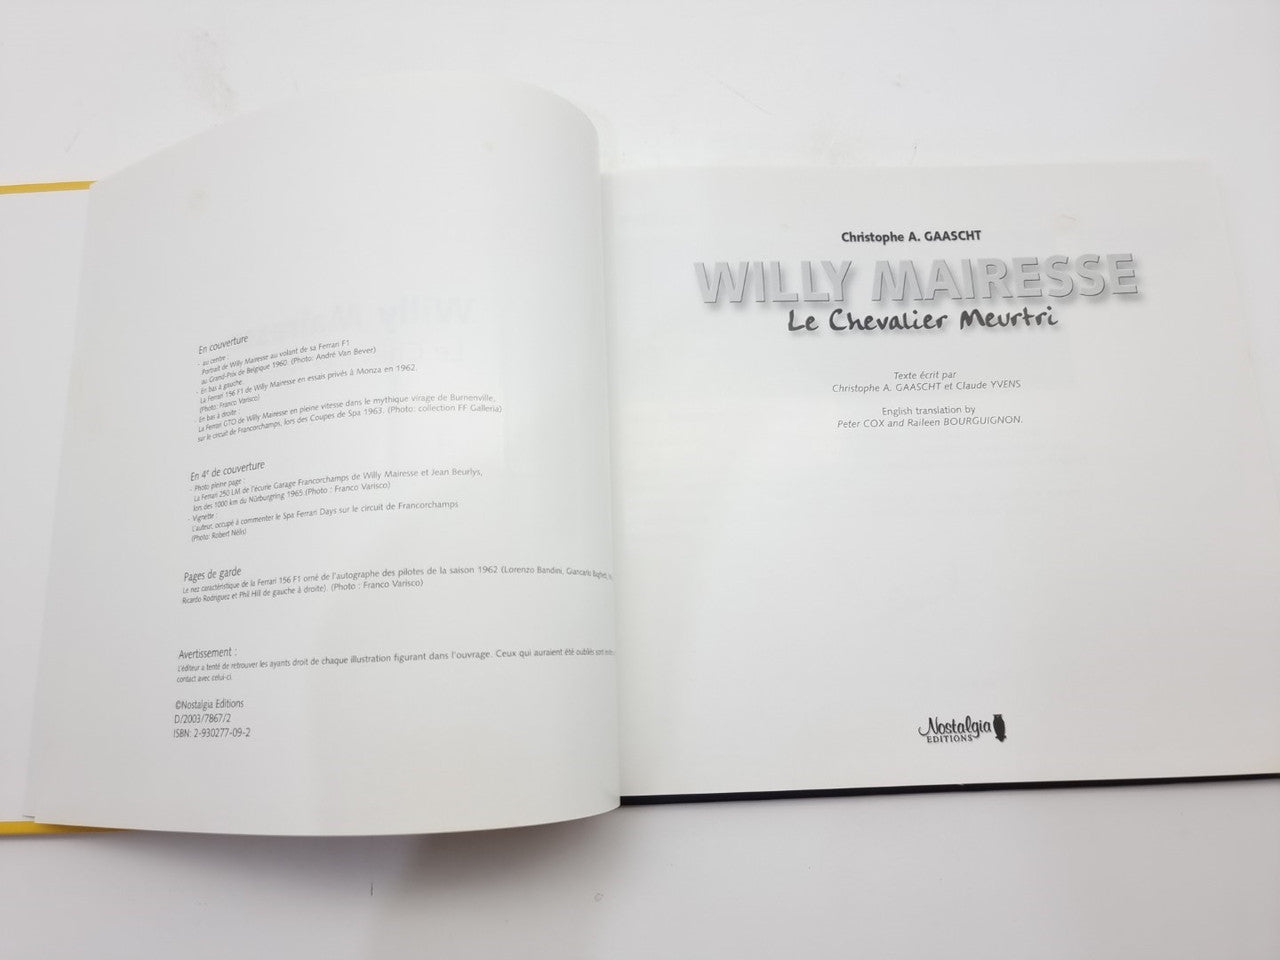 En couverture
- au centre :
Portrait de Willy Mairesse au volant de sa Ferrari F1
au Grand-Prix de Belgique 1960. (Photo: André Van Bever)
- En bas à gauche
La Ferrari 156 F1 de Willy Mairesse en essais privés à Monza en 1962.
(Photo: Franco Varisco)
- En bas à droite :
La Ferrari GTO de Willy Mairesse en pleine vitesse dans le mythique virage de Burnenville,
sur le circuit de Francorchamps, lors des Coupes de Spa 1963. (Photo: collection FF Galleria)
En 4e de couverture
- Photo pleine page :
La Ferrari 250 LM de l'écurie Garage Francorchamps de Willy Mairesse et Jean Beurlys,
lors des 1000 km du Nürburgring 1965.(Photo : Franco Varisco)
- Vignette :
L'auteur, occupé à commenter le Spa Ferrari Days sur le circuit de Francorchamps
(Photo: Robert Nélis)
Pages de garde
Le nez caractéristique de la Ferrari 156 F1 orné de l'autographe des pilotes de la saison 1962 (Lorenzo Bandini, Giancarlo
Ricardo Rodriguez et Phil Hill de gauche à droite). (Photo : Franco Varisco)
Avertissement :
L'éditeur a tenté de retrouver les ayants droit de chaque illustration figurant dans l'ouvrage. Ceux qui auraient été oubliés sont
contact avec celui-ci.
©Nostalgia Editions
D/2003/7867/2
ISBN: 2-930277-09-2
Christophe A. GAASCHT
WILLY MAIRESSE
Le Chevalier Meurtri
Texte écrit par
Christophe A. GAASCHT et Claude YVENS
English translation by
Peter COX and Raileen BOURGUIGNON.
Nostalgia
EDITIONS